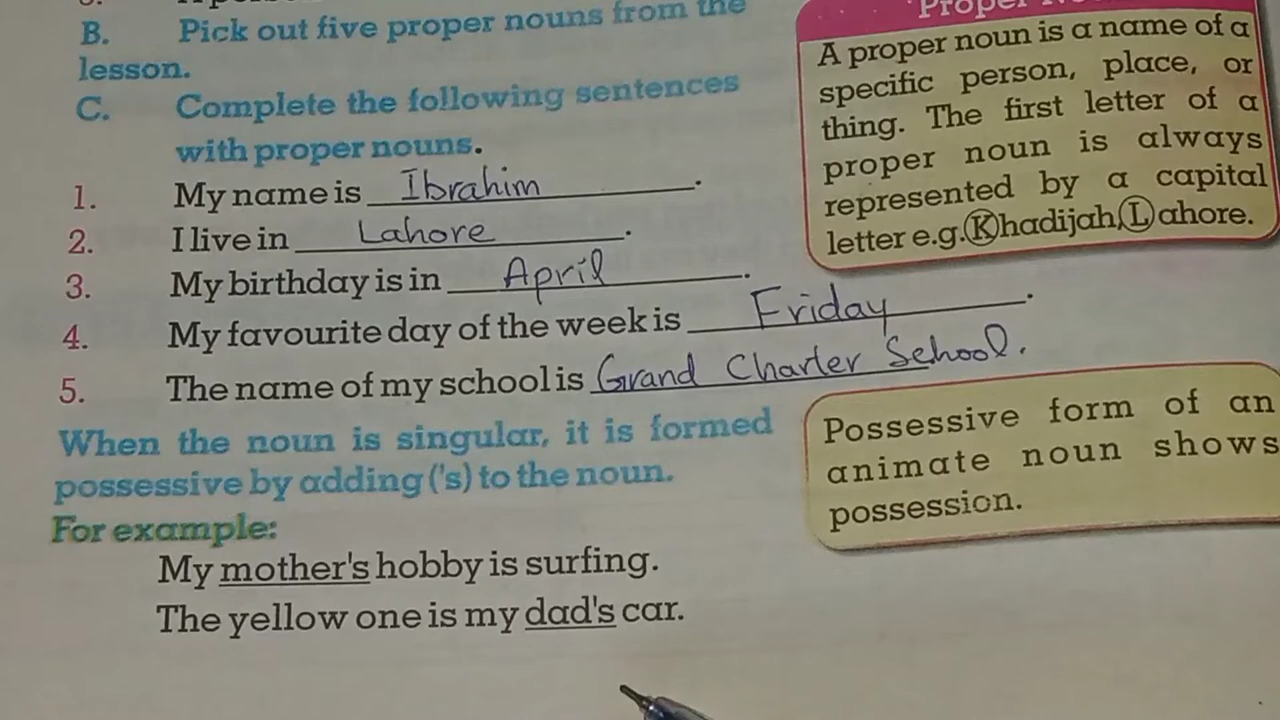 B. Pick out five proper nouns from the
lesson.
C. Complete the following sentences
with proper nouns.
1. My name is Ibrahim.
2. I live in Lahore.
3. My birthday is in April.
4. My favourite day of the week is Friday.
5. The name of my school is Grand Charter School.
When the noun is singular, it is formed
possessive by adding ('s) to the noun.
For example:
My mother's hobby is surfing.
The yellow one is my dad's car.
Proper
A proper noun is a name of a
specific person, place, or
thing. The first letter of a
proper noun is always
represented by a capital
letter e.g. Khadijah, Lahore.
Possessive form of an
animate noun shows
possession.